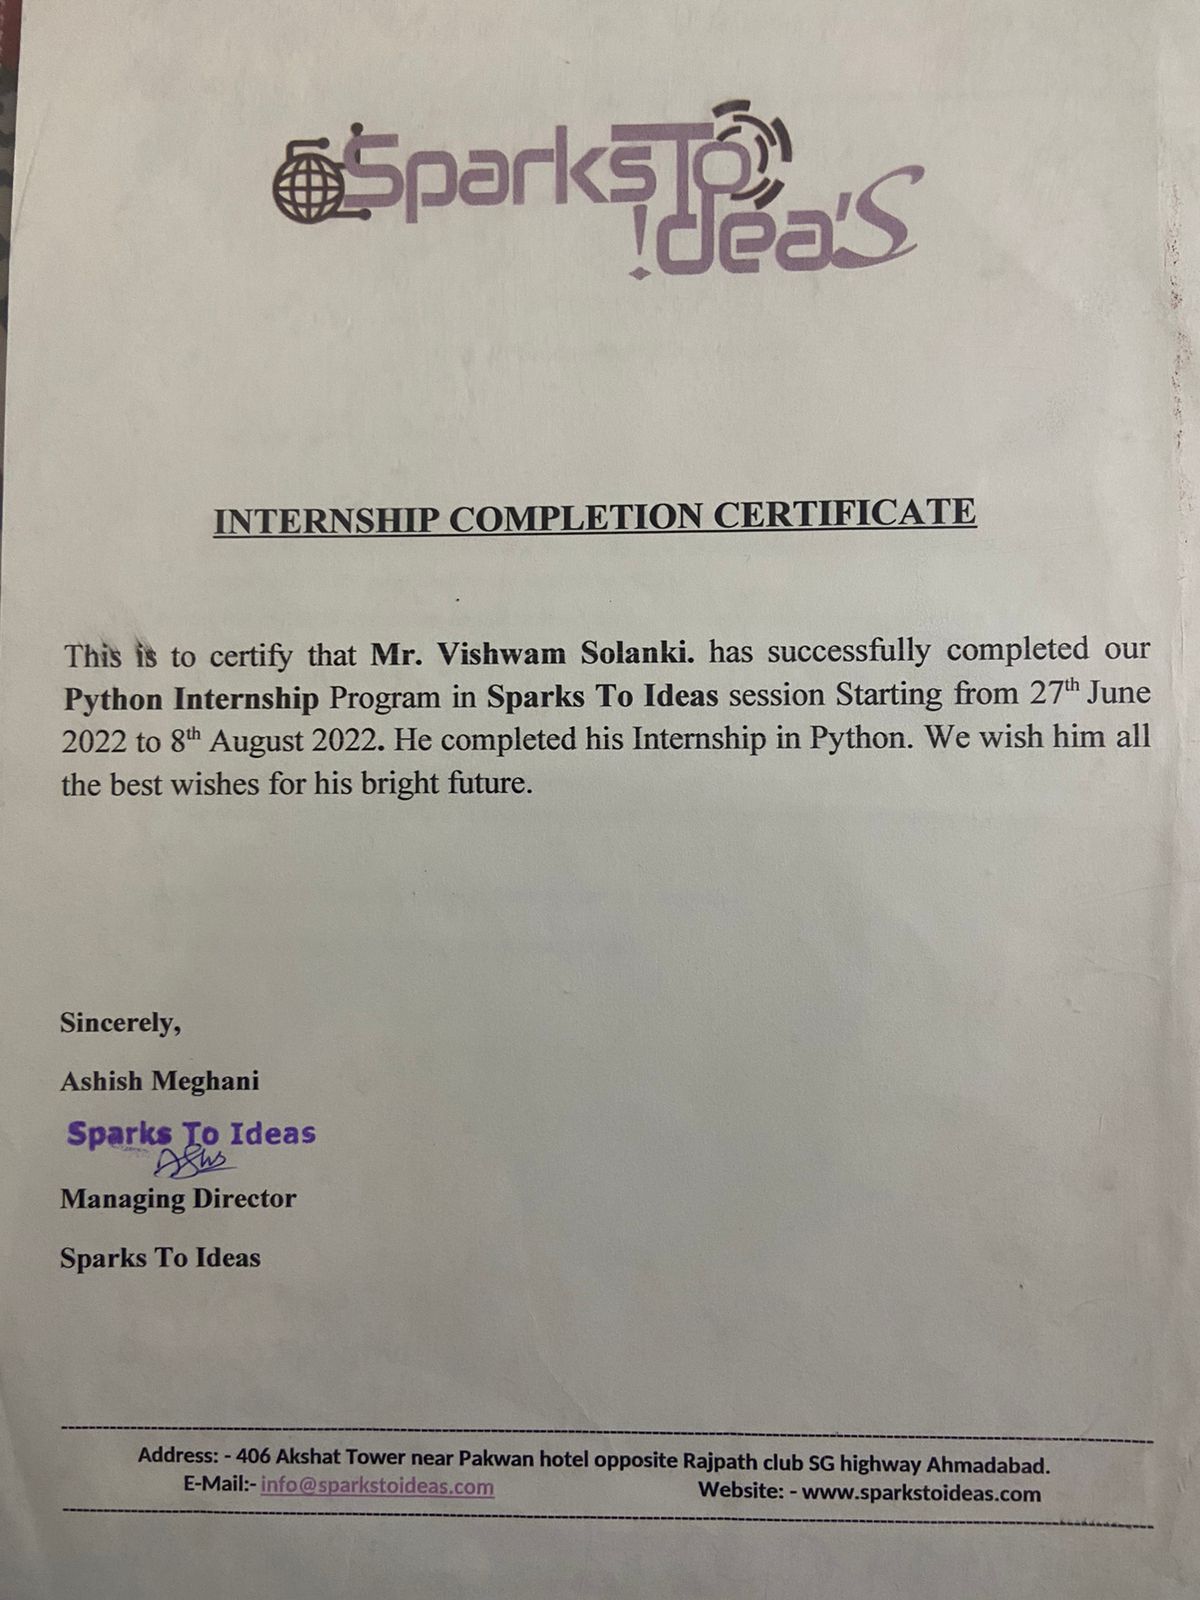 SparksTo
!dea'S
INTERNSHIP COMPLETION CERTIFICATE
This is to certify that Mr. Vishwam Solanki. has successfully completed our
Python Internship Program in Sparks To Ideas session Starting from 27th June
2022 to 8th August 2022. He completed his Internship in Python. We wish him all
the best wishes for his bright future.
Sincerely,
Ashish Meghani
Sparks To Ideas
Managing Director
Sparks To Ideas
Address: - 406 Akshat Tower near Pakwan hotel opposite Rajpath club SG highway Ahmadabad.
E-Mail:- info@sparkstoideas.com Website: - www.sparkstoideas.com